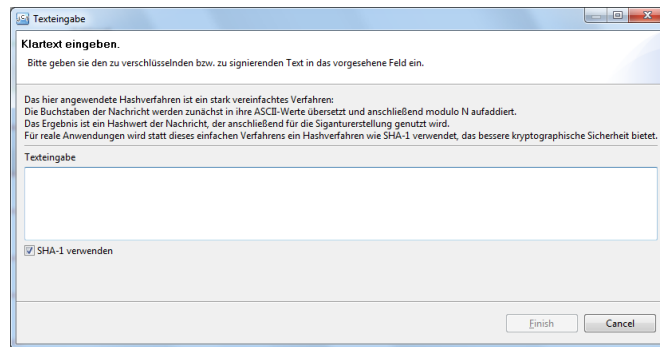 Texteingabe
Klartext eingeben.
Bitte geben sie den zu verschlüsselnden bzw. zu signierenden Text in das vorgesehene Feld ein.
Das hier angewendete Hashverfahren ist ein stark vereinfachtes Verfahren:
Die Buchstaben der Nachricht werden zunächst in ihre ASCII-Werte übersetzt und anschließend modulo N aufaddiert.
Das Ergebnis ist ein Hashwert der Nachricht, der anschließend für die Siganturerstellung genutzt wird.
Für reale Anwendungen wird statt dieses einfachen Verfahrens ein Hashverfahren wie SHA-1 verwendet, das bessere kryptographische Sicherheit bietet.
Texteingabe
SHA-1 verwenden
Finish Cancel